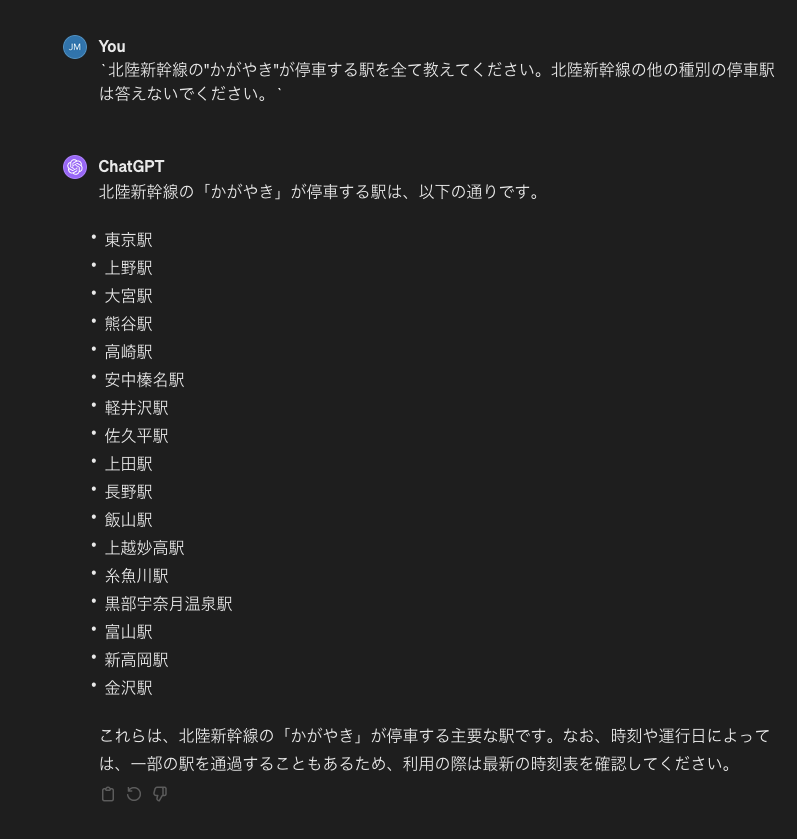 JM
You
`北陸新幹線の"かがやき"が停車する駅を全て教えてください。北陸新幹線の他の種別の停車駅
は答えないでください。`
ChatGPT
北陸新幹線の「かがやき」が停車する駅は、以下の通りです。
• 東京駅
• 上野駅
• 大宮駅
• 熊谷駅
• 高崎駅
• 安中榛名駅
• 軽井沢駅
• 佐久平駅
• 上田駅
• 長野駅
• 飯山駅
• 上越妙高駅
• 糸魚川駅
• 黒部宇奈月温泉駅
• 富山駅
• 新高岡駅
• 金沢駅
これらは、北陸新幹線の「かがやき」が停車する主要な駅です。なお、時刻や運行日によって
は、一部の駅を通過することもあるため、利用の際は最新の時刻表を確認してください。